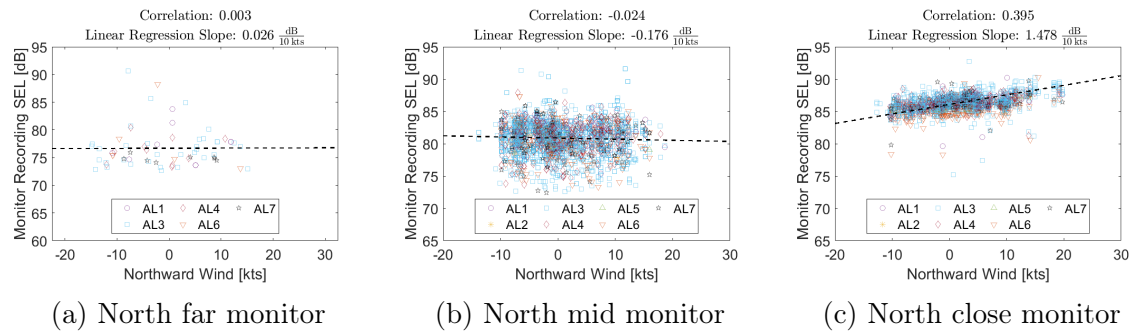 Correlation: 0.003
Linear Regression Slope: 0.026 dB/10 kts
Monitor Recording SEL [dB]
95
90
85
80
75
70
65
60
AL1 AL4 AL7
AL3 AL6
-20 -10 0 10 20 30
Northward Wind [kts]
(a) North far monitor
Correlation: -0.024
Linear Regression Slope: -0.176 dB/10 kts
Monitor Recording SEL [dB]
95
90
85
80
75
70
65
AL1 AL3 AL5 AL7
AL2 AL4 AL6
-20 -10 0 10 20 30
Northward Wind [kts]
(b) North mid monitor
Correlation: 0.395
Linear Regression Slope: 1.478 dB/10 kts
Monitor Recording SEL [dB]
95
90
85
80
75
70
65
AL1 AL3 AL5 AL7
AL2 AL4 AL6
-20 -10 0 10 20 30
Northward Wind [kts]
(c) North close monitor